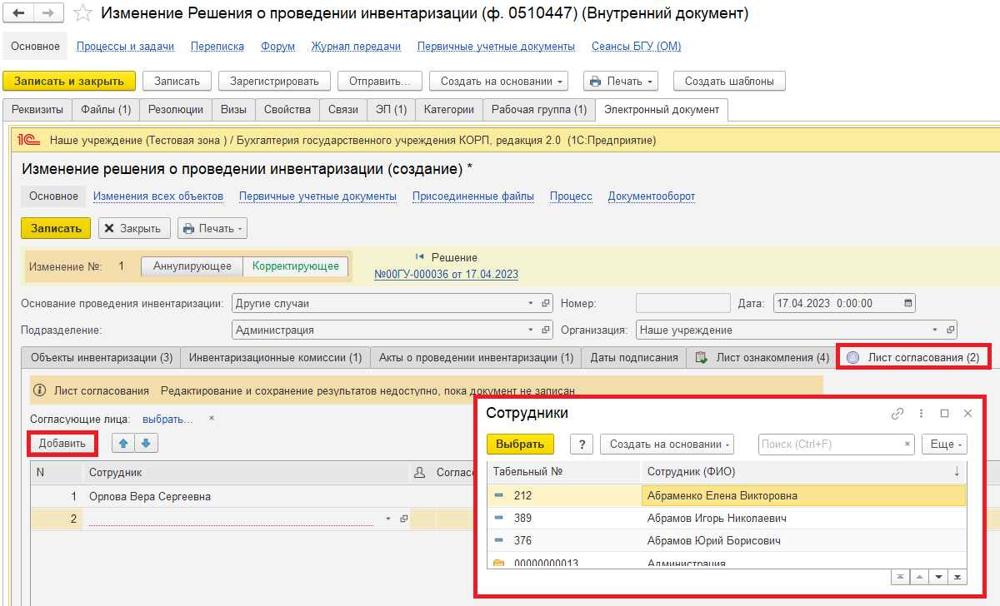 Изменение Решения о проведении инвентаризации (ф. 0510447) (Внутренний документ)
Основное Процессы и задачи Переписка Форум Журнал передачи Первичные учетные документы Сеансы БГУ (ОМ)
Записать и закрыть Записать Зарегистрировать Отправить... Создать на основании Печать Создать шаблоны
Реквизиты Файлы (1) Резолюции Визы Свойства Связи ЭП (1) Категории Рабочая группа (1) Электронный документ
1С Наше учреждение (Тестовая зона ) / Бухгалтерия государственного учреждения КОРП, редакция 2.0 (1С:Предприятие)
Изменение решения о проведении инвентаризации (создание) *
Основное Изменения всех объектов Первичные учетные документы Присоединенные файлы Процесс Документооборот
Записать Закрыть Печать
Изменение №: 1 Аннулирующее Корректирующее Решение
№00ГУ-000036 от 17.04.2023
Основание проведения инвентаризации: Другие случаи Номер: Дата: 17.04.2023 0:00:00
Подразделение: Администрация Организация: Наше учреждение
Объекты инвентаризации (3) Инвентаризационные комиссии (1) Акты о проведении инвентаризации (1) Даты подписания Лист ознакомления (4) Лист согласования (2)
Лист согласования Редактирование и сохранение результатов недоступно, пока документ не записан
Согласующие лица: выбрать... ×
Добавить
N Сотрудник Согласо
1 Орлова Вера Сергеевна
2
Сотрудники
Выбрать ? Создать на основании Поиск (Ctrl+F) × Еще
Табельный № Сотрудник (ФИО) ↓
212 Абраменко Елена Викторовна
389 Абрамов Игорь Николаевич
376 Абрамов Юрий Борисович
00000000013 Администрация